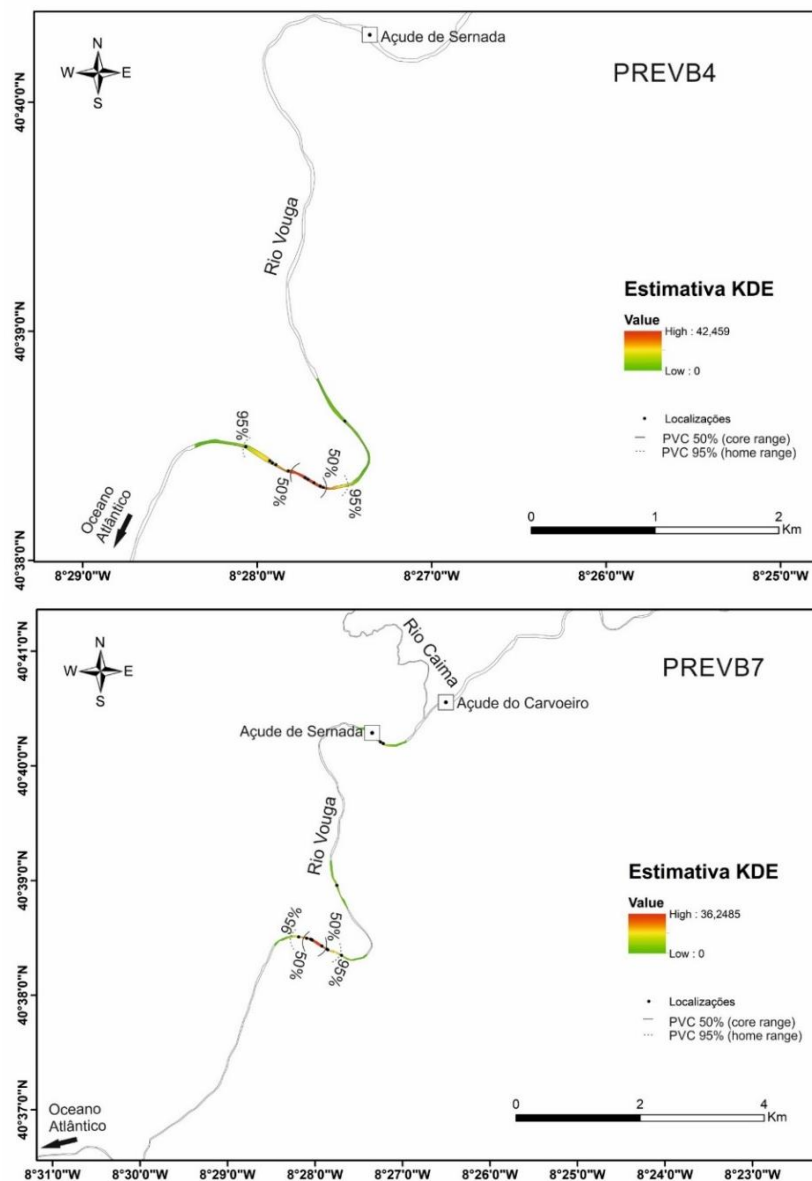 N
W E
S
Açude de Sernada
PREVB4
40°40'0"N
Rio Vouga
40°39'0"N
Estimativa KDE
Value
High : 42,459
Low : 0
Localizações
PVC 50% (core range)
PVC 95% (home range)
95%
50%
50%
95%
Oceano
Atlântico
0 1 2
Km
40°38'0"N
8°29'0"W 8°28'0"W 8°27'0"W 8°26'0"W 8°25'0"W
40°41'0"N
N
W E
S
Rio Caima
PREVB7
Açude do Carvoeiro
Açude de Sernada
40°40'0"N
Rio Vouga
40°39'0"N
Estimativa KDE
Value
High : 36,2485
Low : 0
95%
50%
50%
95%
40°38'0"N
Localizações
PVC 50% (core range)
PVC 95% (home range)
0 2 4
Km
40°37'0"N
Oceano
Atlântico
8°31'0"W 8°30'0"W 8°29'0"W 8°28'0"W 8°27'0"W 8°26'0"W 8°25'0"W 8°24'0"W 8°23'0"W